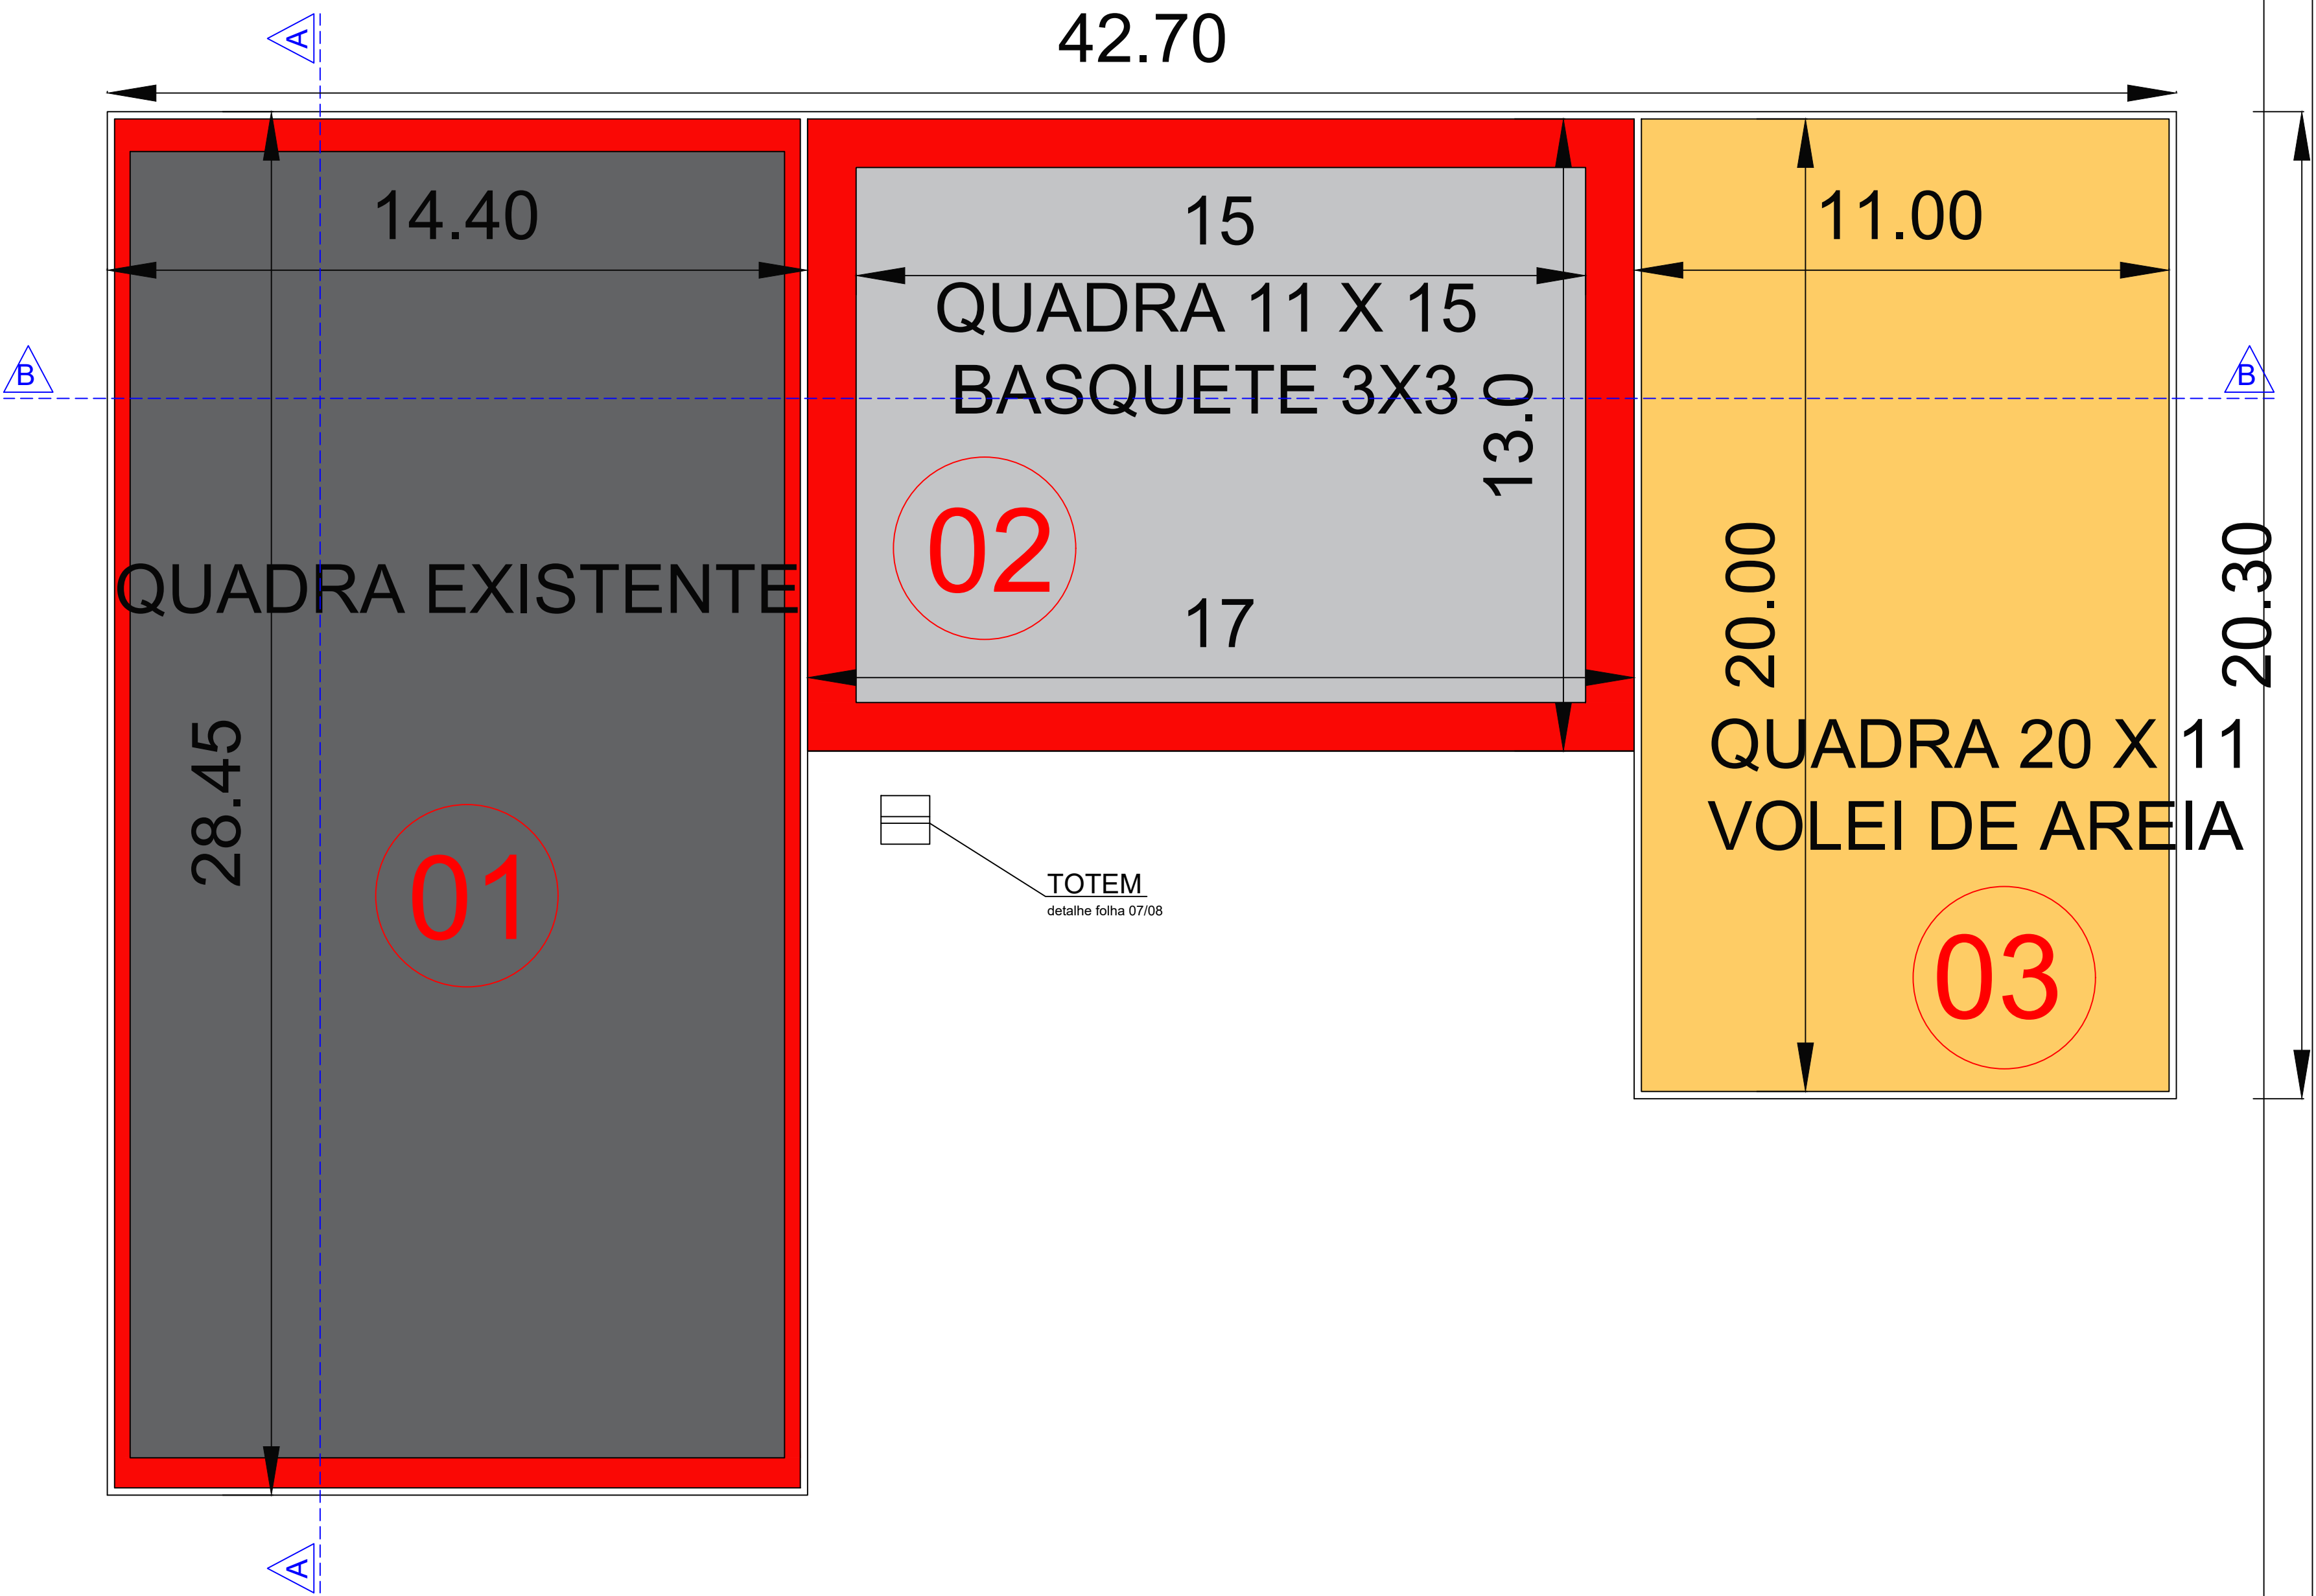 A
42.70
14.40
15
11.00
QUADRA 11 X 15
BASQUETE 3X3
B
B
13.0
02
QUADRA EXISTENTE
17
20.00
20.30
28.45
QUADRA 20 X 11
VOLEI DE AREIA
01
TOTEM
detalhe folha 07/08
03
A